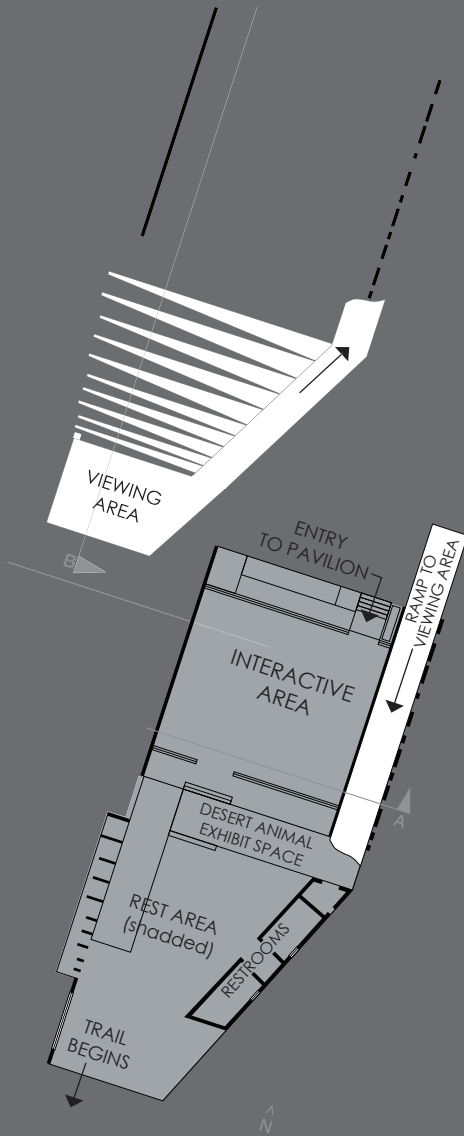 VIEWING
AREA
B
ENTRY
TO PAVILION
RAMP TO
VIEWING AREA
INTERACTIVE
AREA
A
DESERT ANIMAL
EXHIBIT SPACE
REST AREA
(shadded)
RESTROOMS
TRAIL
BEGINS
N